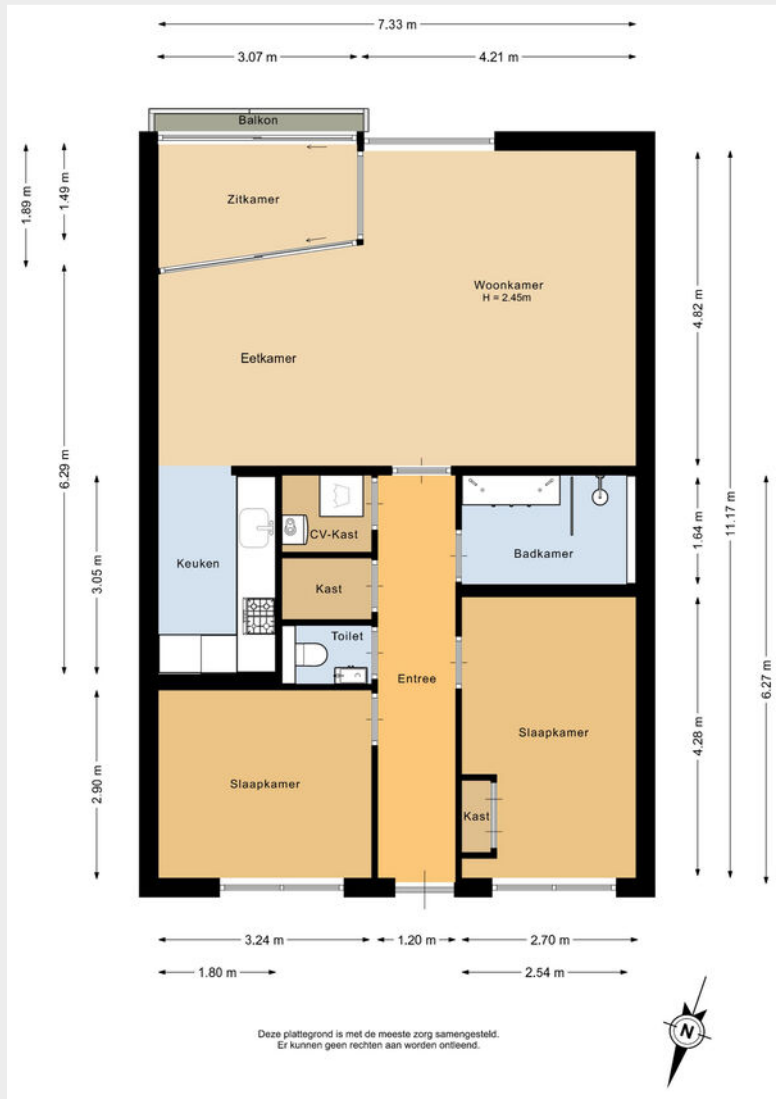 7.33 m
3.07 m
4.21 m
Balkon
1.89 m
1.49 m
Zitkamer
Woonkamer
H = 2.45m
4.82 m
Eetkamer
6.29 m
11.17 m
CV-Kast
1.64 m
Badkamer
Keuken
3.05 m
Kast
Toilet
Entree
6.27 m
Slaapkamer
4.28 m
Slaapkamer
2.90 m
Kast
3.24 m
1.20 m
2.70 m
1.80 m
2.54 m
N
Deze plattegrond is met de meeste zorg samengesteld.
Er kunnen geen rechten aan worden ontleend.